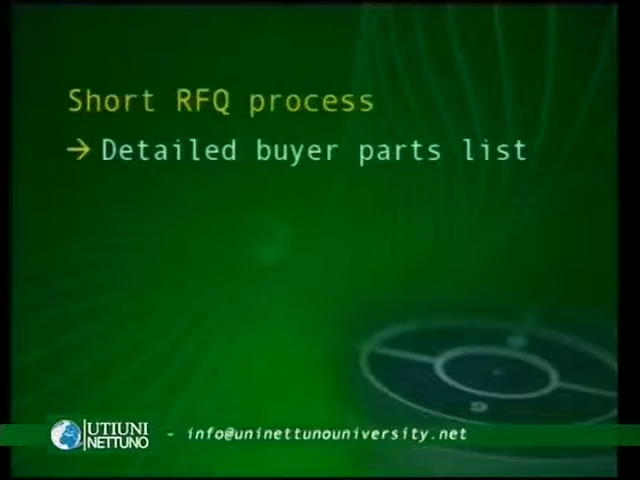 Short RFQ process
→ Detailed buyer parts list
UTIUNI
NETTUNO
- info@uninettunouniversity.net